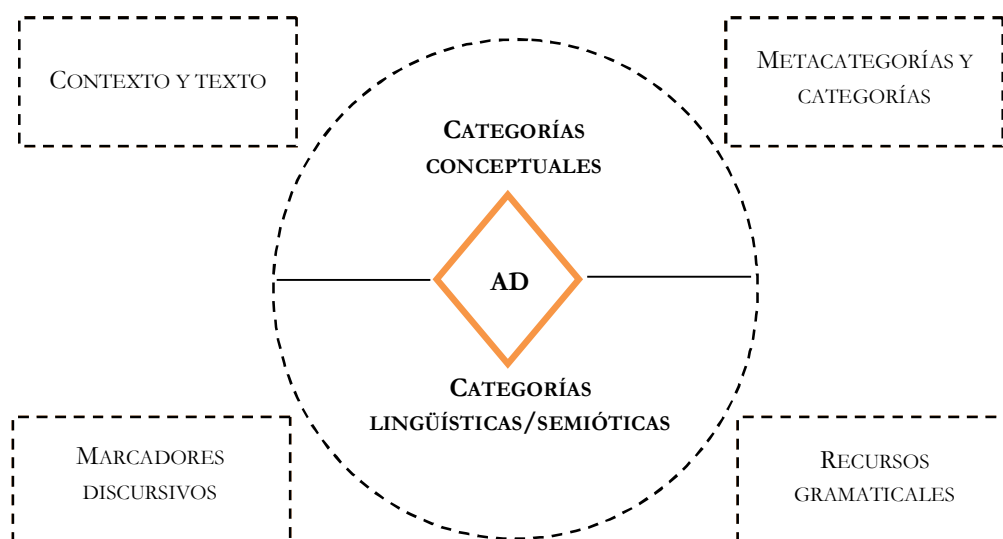 CONTEXTO Y TEXTO
METACATEGORÍAS Y
CATEGORÍAS
CATEGORÍAS
CONCEPTUALES
AD
CATEGORÍAS
LINGÜÍSTICAS/SEMIÓTICAS
MARCADORES
DISCURSIVOS
RECURSOS
GRAMATICALES